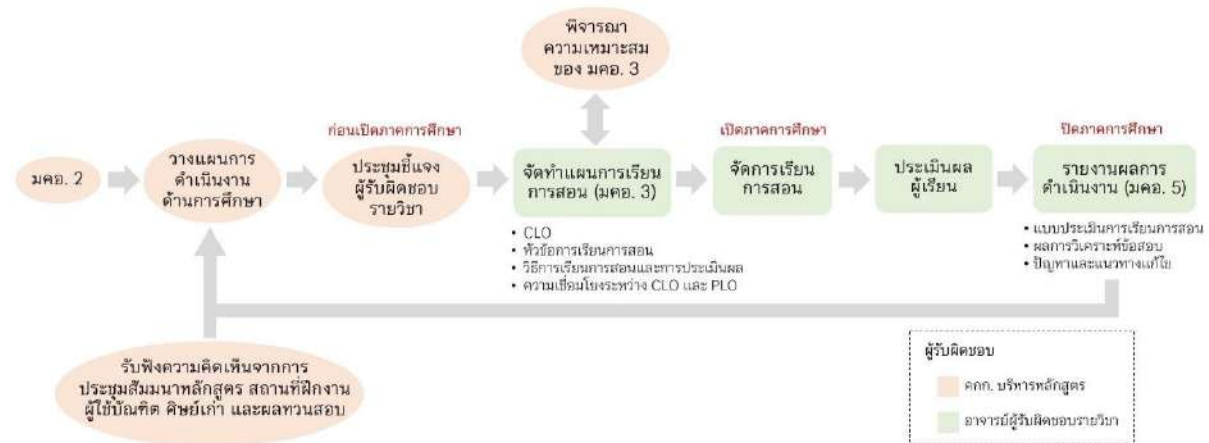 พิจารณา
ความเหมาะสม
ของ มคอ. 3
ก่อนเปิดภาคการศึกษา
เปิดภาคการศึกษา
ปิดภาคการศึกษา
มคอ. 2
วางแผนการ
ดำเนินงาน
ด้านการศึกษา
ประชุมชี้แจง
ผู้รับผิดชอบ
รายวิชา
จัดทำแผนการเรียน
การสอน (มคอ. 3)
จัดการเรียน
การสอน
ประเมินผล
ผู้เรียน
รายงานผลการ
ดำเนินงาน (มคอ. 5)
• CLO
• หัวข้อการเรียนการสอน
• วิธีการเรียนการสอนและการประเมินผล
• ความเชื่อมโยงระหว่าง CLO และ PLO
• แบบประเมินการเรียนการสอน
• ผลการวิเคราะห์ข้อสอบ
• ปัญหาและแนวทางแก้ไข
รับฟังความคิดเห็นจากการ
ประชุมสัมมนาหลักสูตร สถานที่ฝึกงาน
ผู้ใช้บัณฑิต ศิษย์เก่า และผลทวนสอบ
ผู้รับผิดชอบ
คกก. บริหารหลักสูตร
อาจารย์ผู้รับผิดชอบรายวิชา